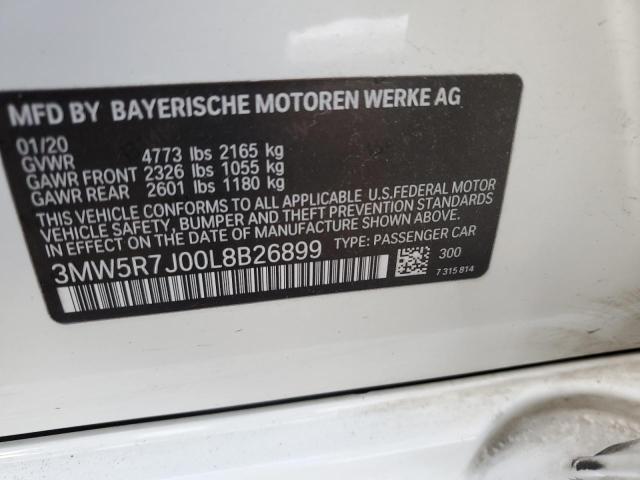 MFD BY BAYERISCHE MOTOREN WERKE AG
01/20
GVWR 4773 lbs 2165 kg
GAWR FRONT 2326 lbs 1055 kg
GAWR REAR 2601 lbs 1180 kg
THIS VEHICLE CONFORMS TO ALL APPLICABLE U.S.FEDERAL MOTOR
VEHICLE SAFETY, BUMPER AND THEFT PREVENTION STANDARDS
IN EFFECT ON THE DATE OF MANUFACTURE SHOWN ABOVE.
3MW5R7J00L8B26899 TYPE: PASSENGER CAR
300
7 315 814